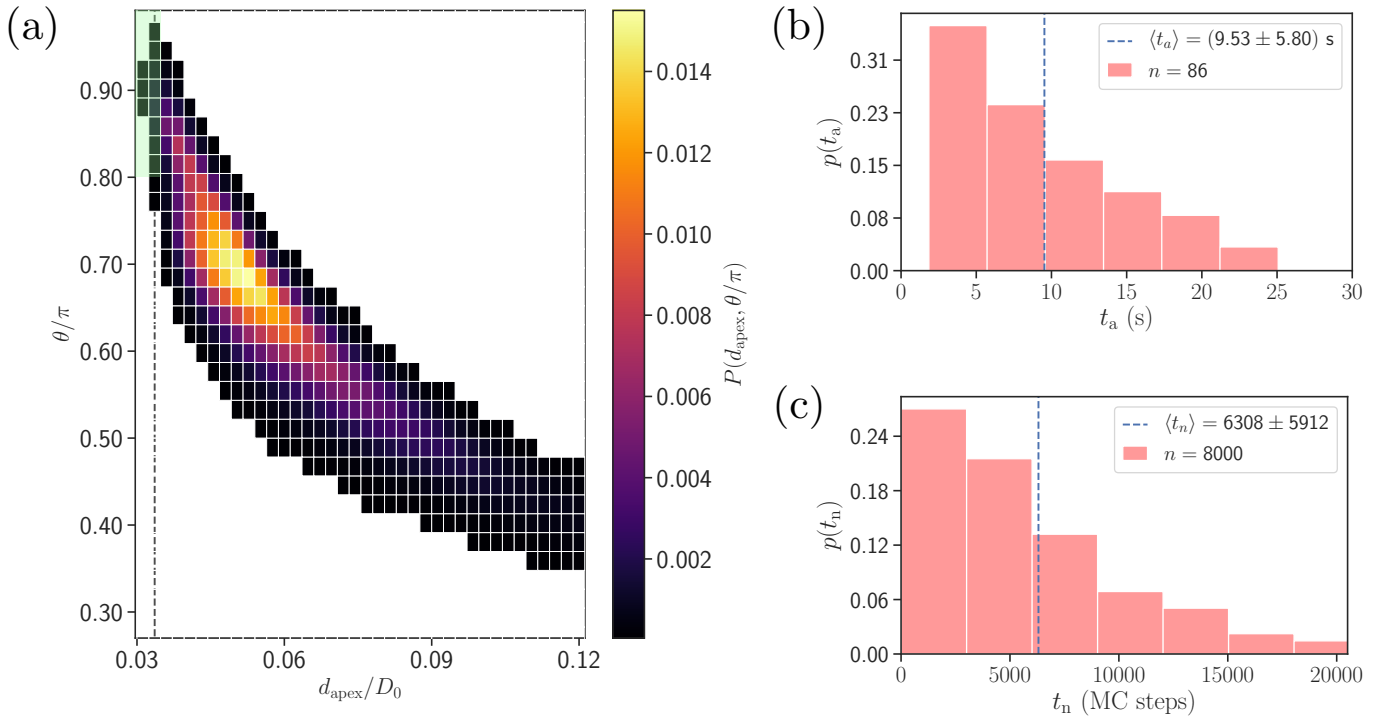 (a)
0.90
0.80
0.70
0.60
0.50
0.40
0.30
θ/π
0.03
0.06
0.09
0.12
d_apex/D_0
0.014
0.012
0.010
0.008
0.006
0.004
0.002
P(d_apex, θ/π)
(b)
0.31
0.23
0.15
0.08
0.00
p(t_a)
⟨t_a⟩ = (9.53 ± 5.80) s
n = 86
0
5
10
15
20
25
30
t_a (s)
(c)
0.24
0.18
0.12
0.06
0.00
p(t_n)
⟨t_n⟩ = 6308 ± 5912
n = 8000
0
5000
10000
15000
20000
t_n (MC steps)